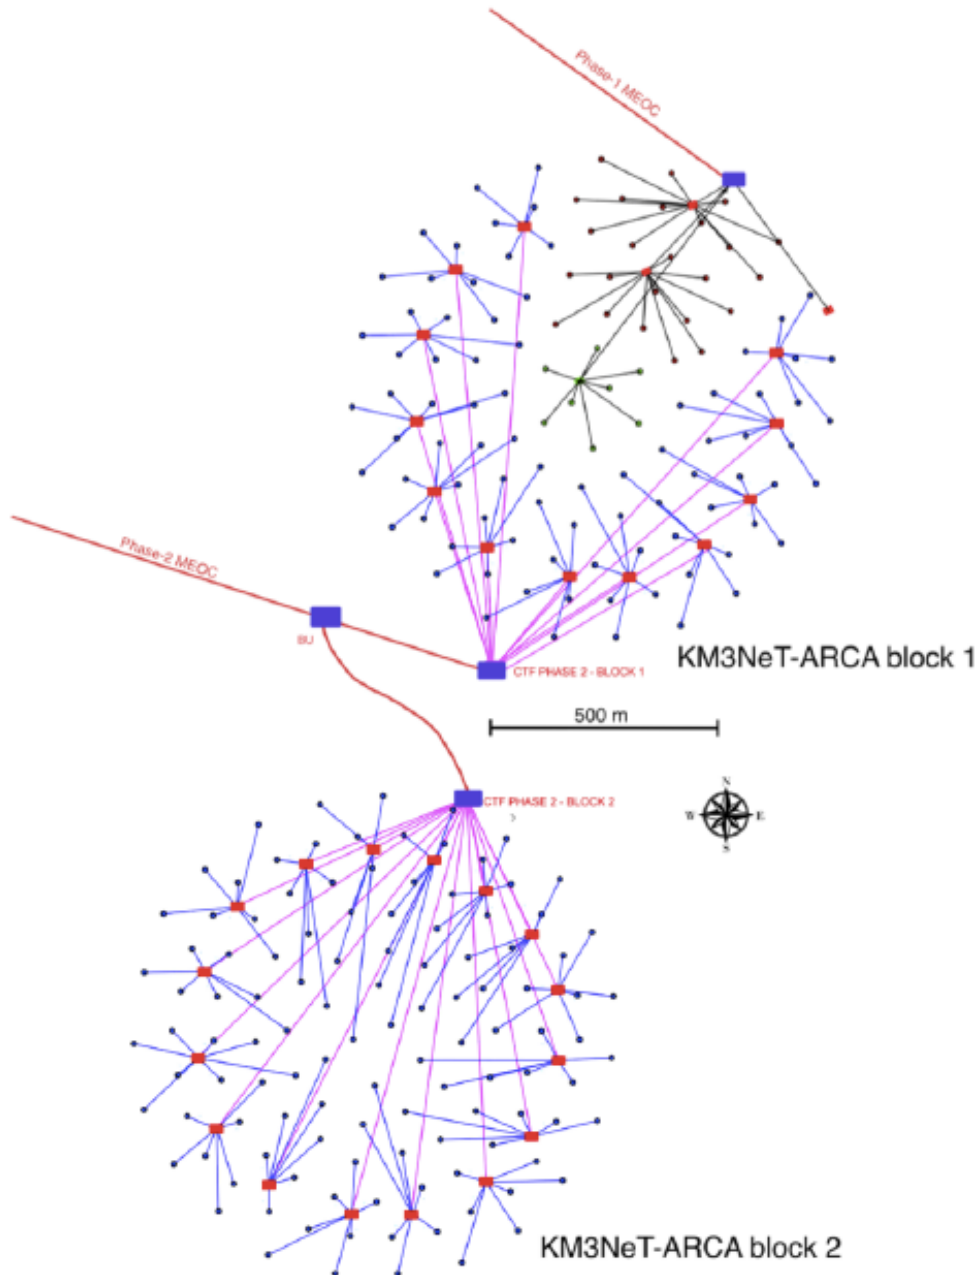 Phase-1 MEOC
Phase-2 MEOC
BU
KM3NeT-ARCA block 1
CTF PHASE 2 - BLOCK 1
500 m
N
W E
S
CTF PHASE 2 - BLOCK 2
KM3NeT-ARCA block 2